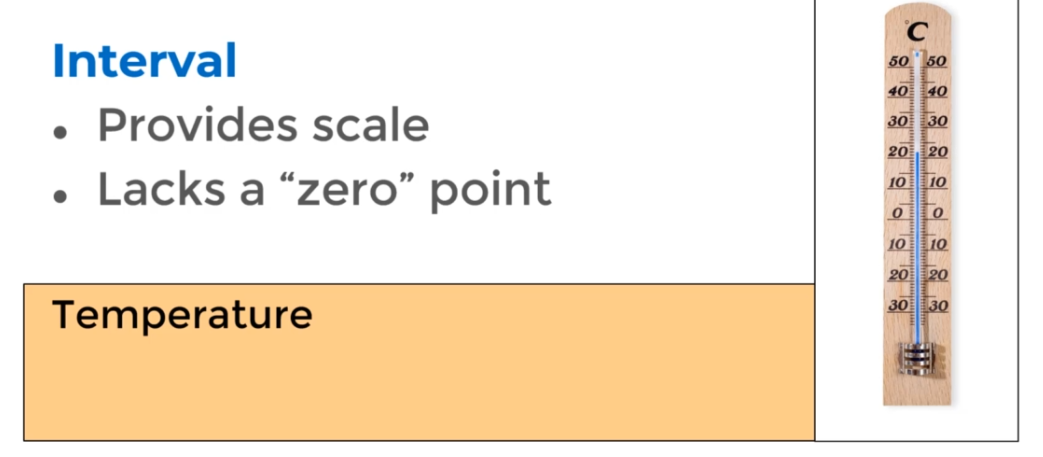 Interval
• Provides scale
• Lacks a “zero” point
Temperature
°C
50 50
40 40
30 30
20 20
10 10
0 0
10 10
20 20
30 30